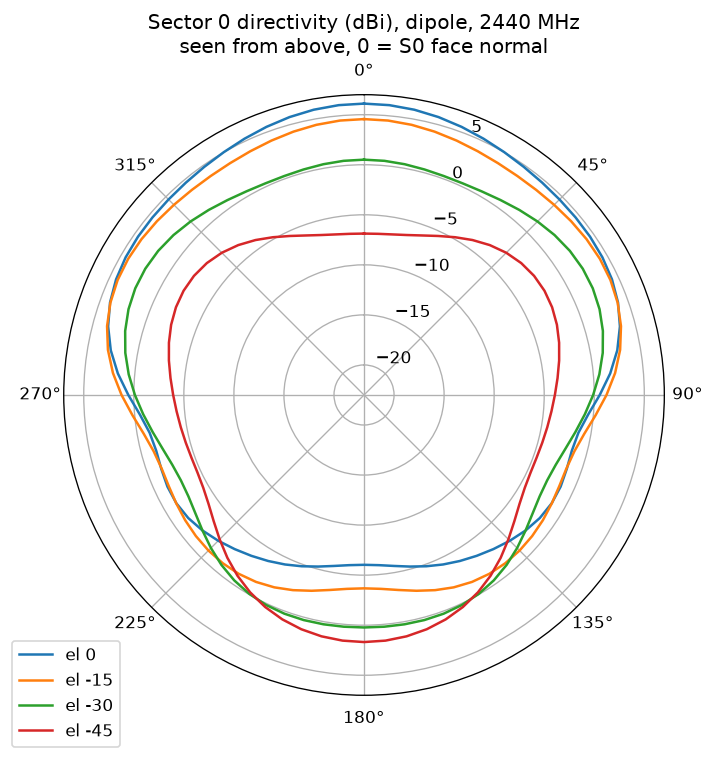 Sector 0 directivity (dBi), dipole, 2440 MHz
seen from above, 0 = S0 face normal
0°
315°
45°
5
0
−5
−10
−15
−20
270°
90°
225°
135°
180°
el 0
el -15
el -30
el -45